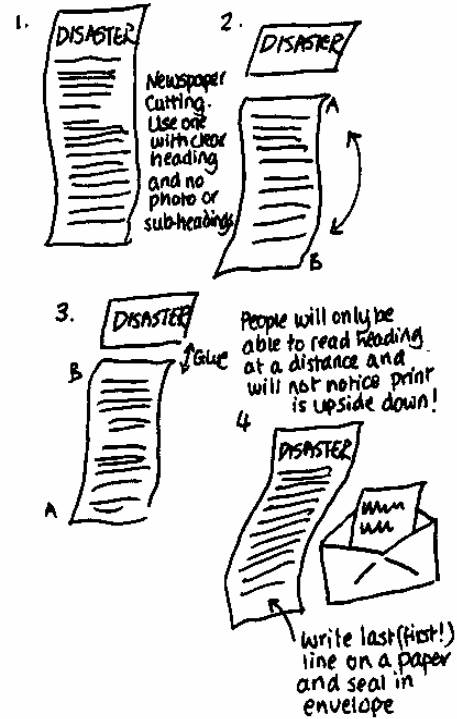 1.
DISASTER
Newspaper
Cutting.
Use one
with clear
heading
and no
photo or
sub-headings
2.
DISASTER
A
B
3.
DISASTER
Glue
B
A
People will only be
able to read heading
at a distance and
will not notice print
is upside down!
4
DISASTER
Write last (first!)
line on a paper
and seal in
envelope